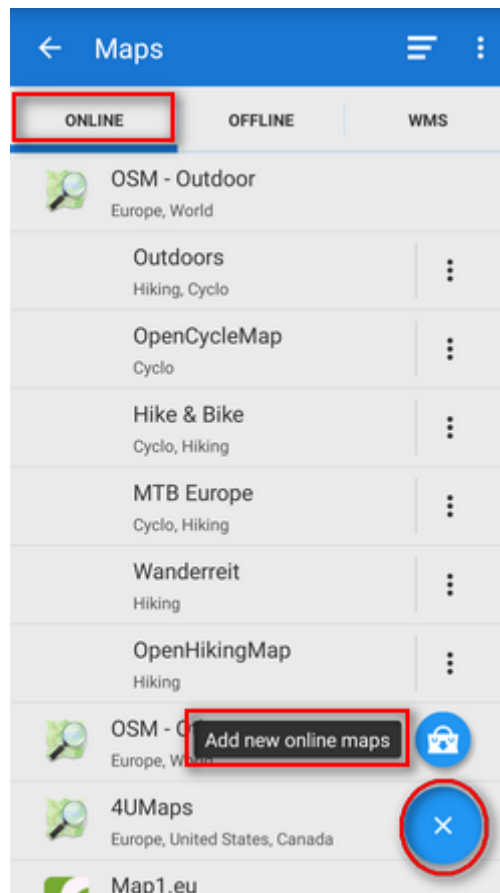 Maps
ONLINE OFFLINE WMS
OSM - Outdoor
Europe, World
Outdoors
Hiking, Cyclo
OpenCycleMap
Cyclo
Hike & Bike
Cyclo, Hiking
MTB Europe
Cyclo, Hiking
Wanderreit
Hiking
OpenHikingMap
Hiking
OSM -
Add new online maps
Europe,
4UMaps
Europe, United States, Canada
Map1.eu